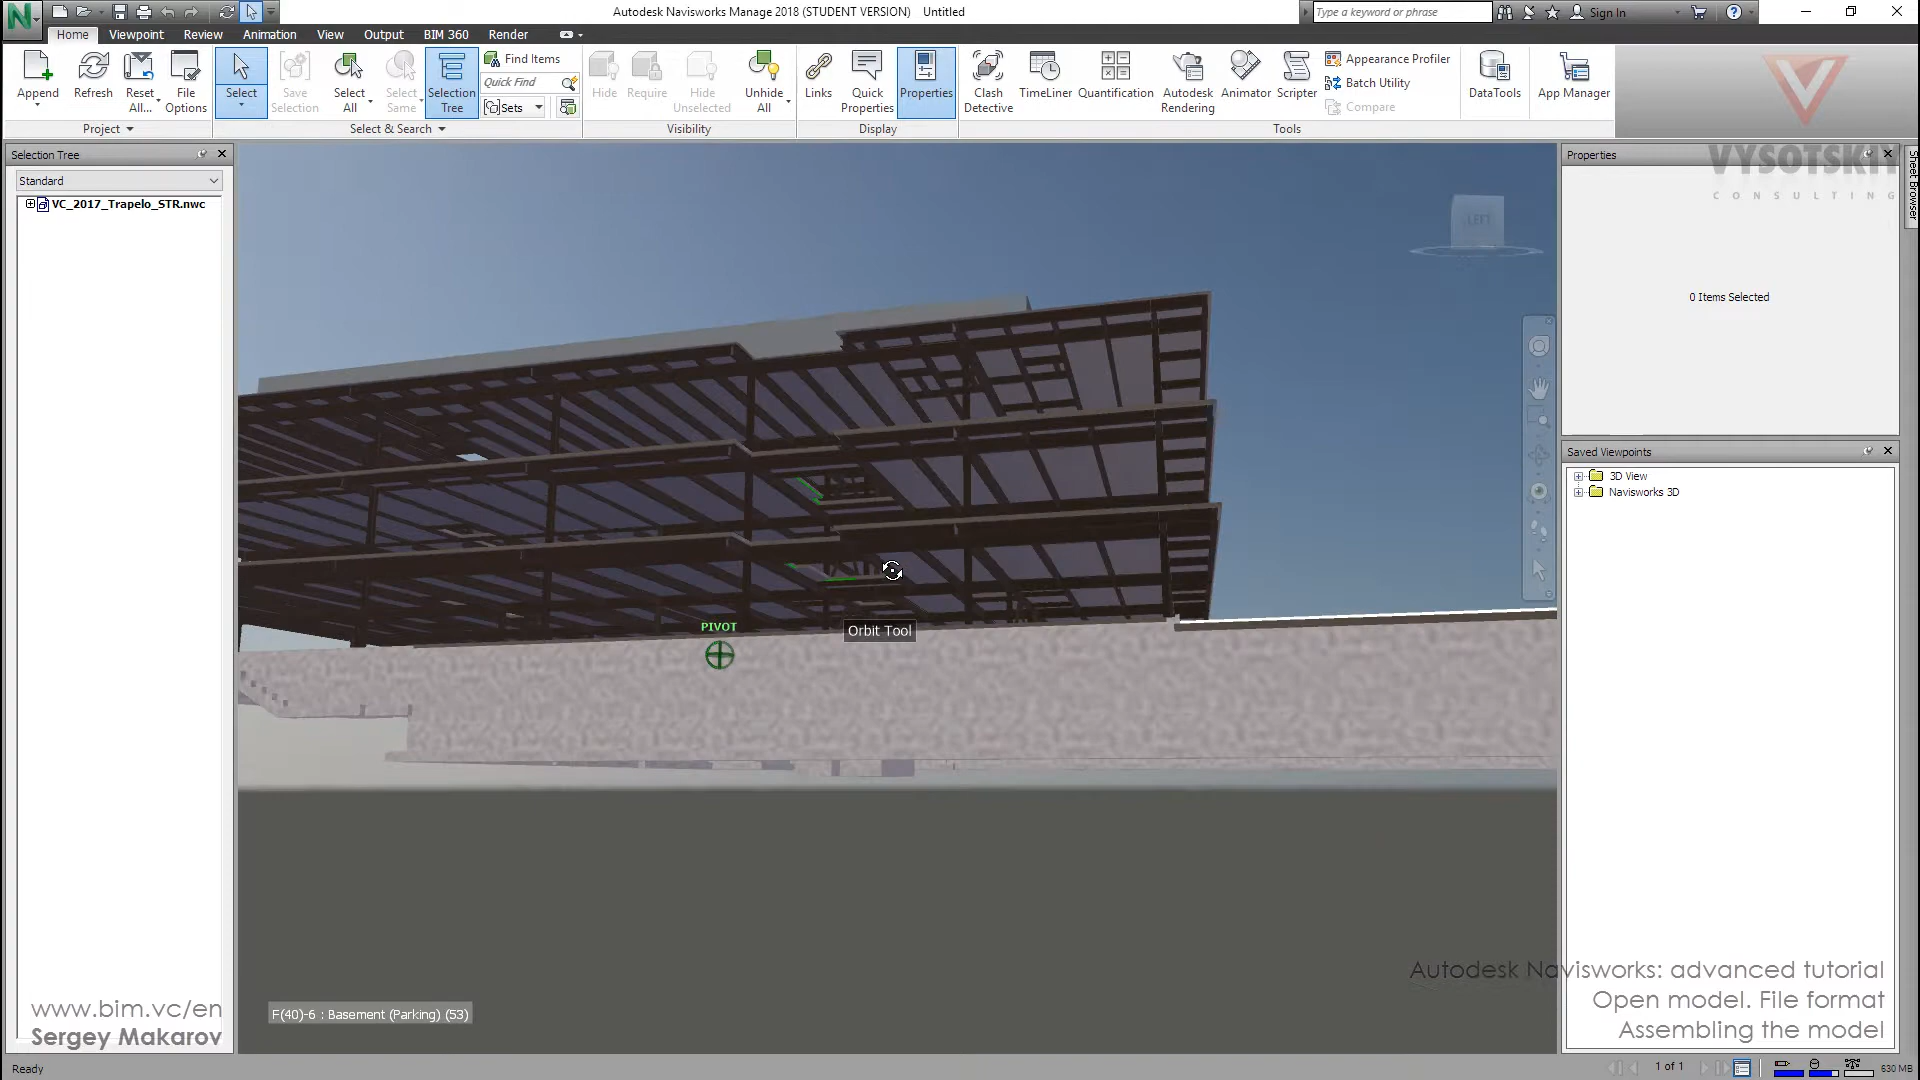 Autodesk Navisworks Manage 2018 (STUDENT VERSION) Untitled
Type a keyword or phrase
Sign In
Home Viewpoint Review Animation View Output BIM 360 Render
Append
Refresh
Reset All...
File Options
Project
Select
Save Selection
Select All
Select Same
Selection Tree
Find Items
Quick Find
Sets
Select & Search
Hide
Require
Hide Unselected
Unhide All
Visibility
Links
Quick Properties
Properties
Display
Clash Detective
TimeLiner
Quantification
Autodesk Rendering
Animator
Scripter
Appearance Profiler
Batch Utility
Compare
Tools
DataTools
App Manager
VYSOTSKIY
CONSULTING
Selection Tree
Standard
VC_2017_Trapelo_STR.nwc
LEFT
PIVOT
Orbit Tool
F(40)-6 : Basement (Parking) (53)
Properties
0 Items Selected
Sheet Browser
Saved Viewpoints
3D View
Navisworks 3D
Autodesk Navisworks: advanced tutorial
Open model. File format
Assembling the model
www.bim.vc/en
Sergey Makarov
Ready
1 of 1
630 MB